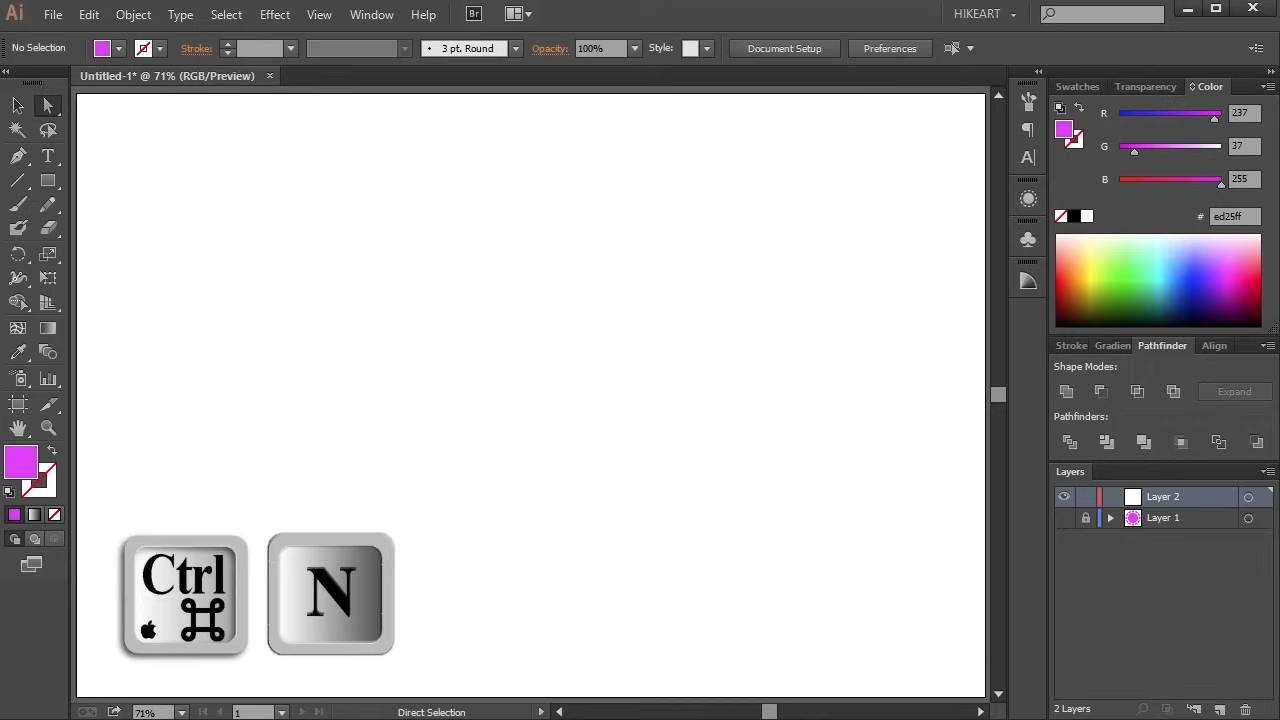 Ai File Edit Object Type Select Effect View Window Help Br HIKEART
No Selection Stroke: 3 pt. Round Opacity: 100% Style: Document Setup Preferences
Untitled-1* @ 71% (RGB/Preview)
Swatches Transparency Color
R 237
G 37
B 255
# ed25ff
Stroke Gradien Pathfinder Align
Shape Modes:
Expand
Pathfinders:
Layers
Layer 2
Layer 1
Ctrl
N
71% 1 Direct Selection
2 Layers